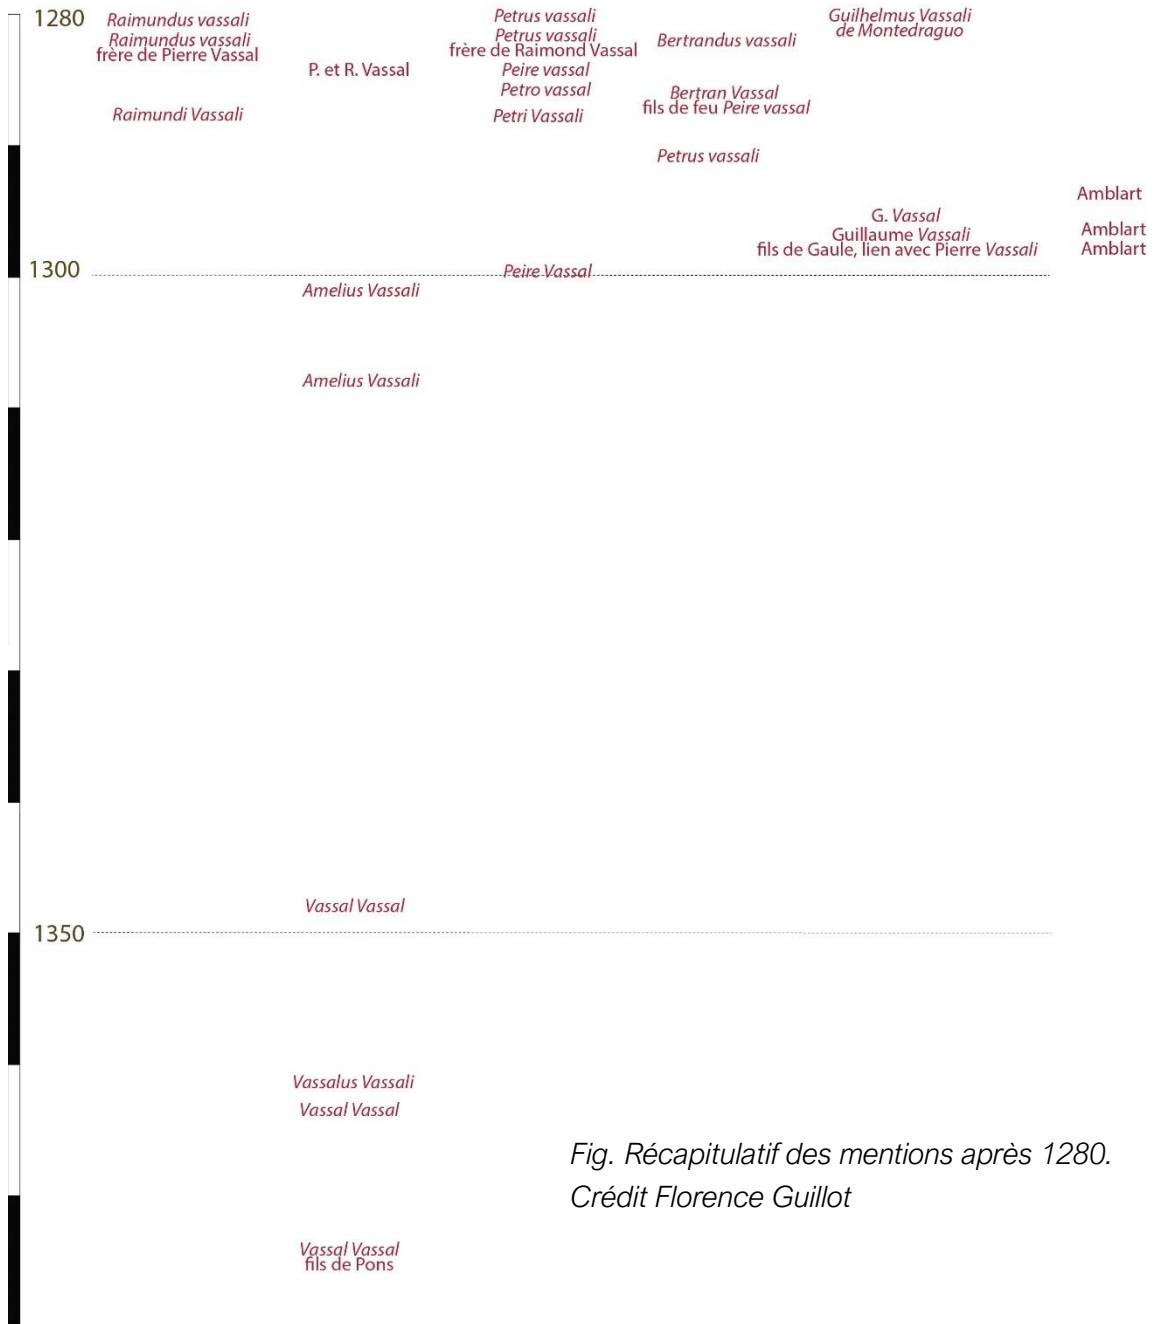 1280
Raimundus vassali
Raimundus vassali
frère de Pierre Vassal
P. et R. Vassal
Raimundi Vassali
Petrus vassali
Petrus vassali
frère de Raimond Vassal
Peire vassal
Petro vassal
Petri Vassali
Bertrandus vassali
Bertran Vassal
fils de feu Peire vassal
Petrus vassali
Guilhelmus Vassali
de Montedraguo
Amblart
G. Vassal
Guillaume Vassali
fils de Gaule, lien avec Pierre Vassali
Amblart
Amblart
1300
Peire Vassal
Amelius Vassali
Amelius Vassali
Vassal Vassal
1350
Vassalus Vassali
Vassal Vassal
Fig. Récapitulatif des mentions après 1280.
Crédit Florence Guillot
Vassal Vassal
fils de Pons